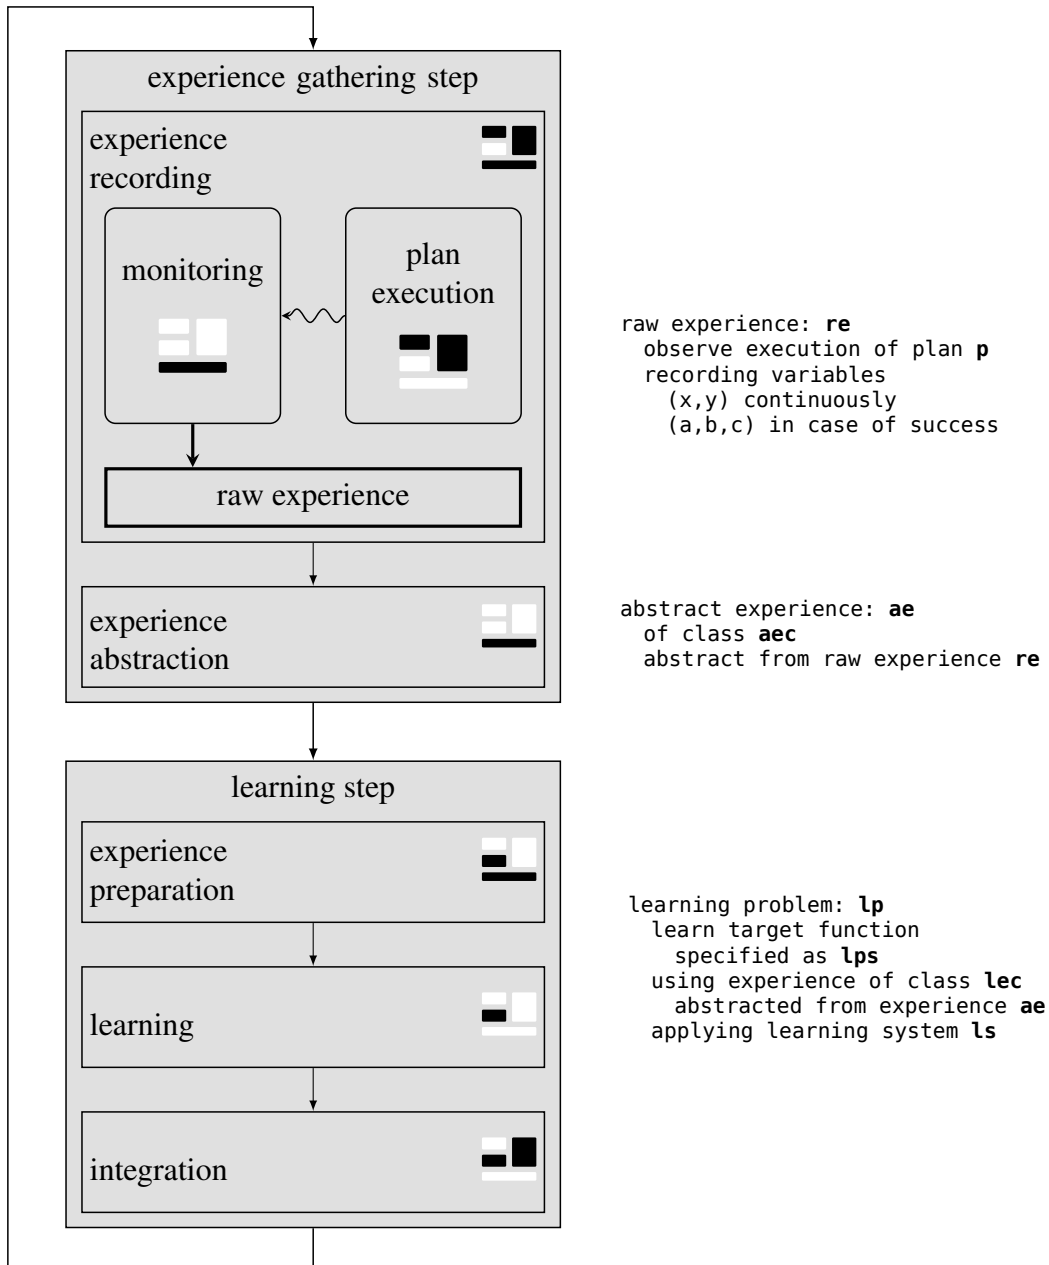 experience gathering step
experience
recording
monitoring
plan
execution
raw experience
raw experience: re
observe execution of plan p
recording variables
(x,y) continuously
(a,b,c) in case of success
experience
abstraction
abstract experience: ae
of class aec
abstract from raw experience re
learning step
experience
preparation
learning
integration
learning problem: lp
learn target function
specified as lps
using experience of class lec
abstracted from experience ae
applying learning system ls